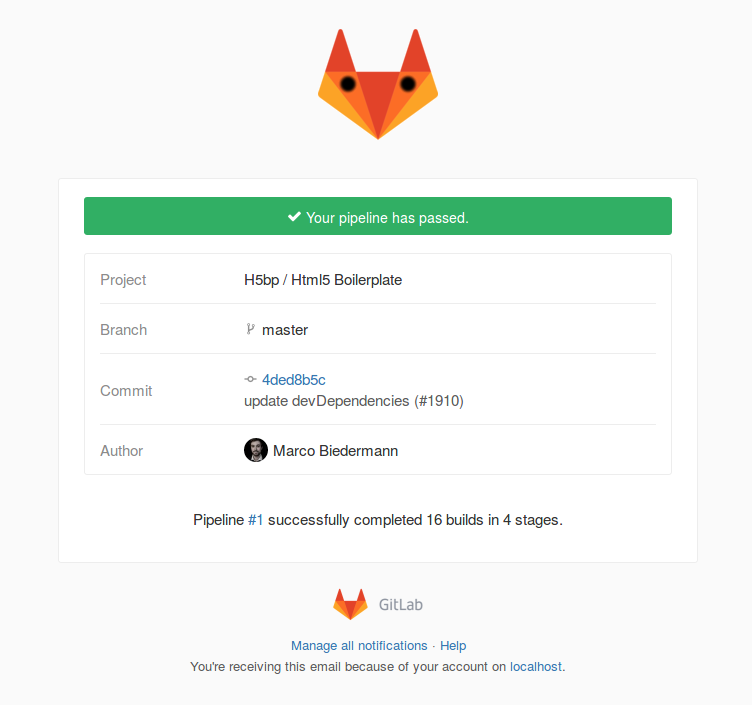 Your pipeline has passed.
Project H5bp / Html5 Boilerplate
Branch master
Commit 4ded8b5c
update devDependencies (#1910)
Author Marco Biedermann
Pipeline #1 successfully completed 16 builds in 4 stages.
GitLab
Manage all notifications · Help
You're receiving this email because of your account on localhost.